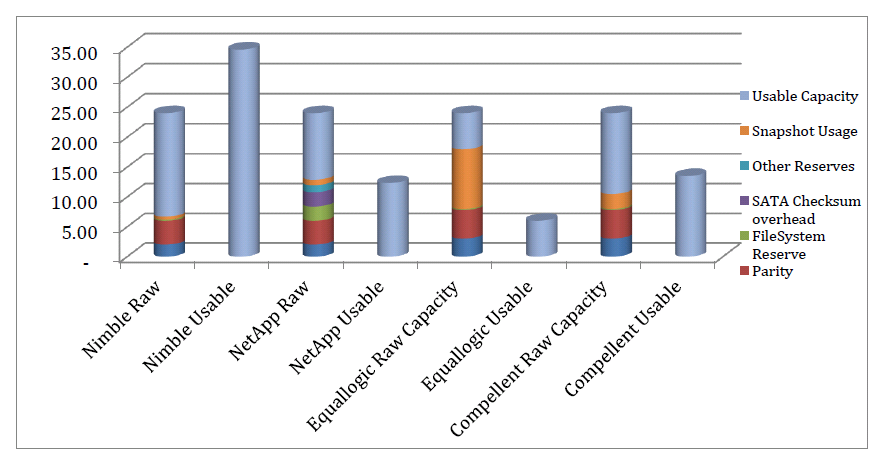 35.00
30.00
25.00
20.00
15.00
10.00
5.00
-
Nimble Raw
Nimble Usable
NetApp Raw
NetApp Usable
Equallogic Raw Capacity
Equallogic Usable
Compellent Raw Capacity
Compellent Usable
Usable Capacity
Snapshot Usage
Other Reserves
SATA Checksum
overhead
FileSystem
Reserve
Parity